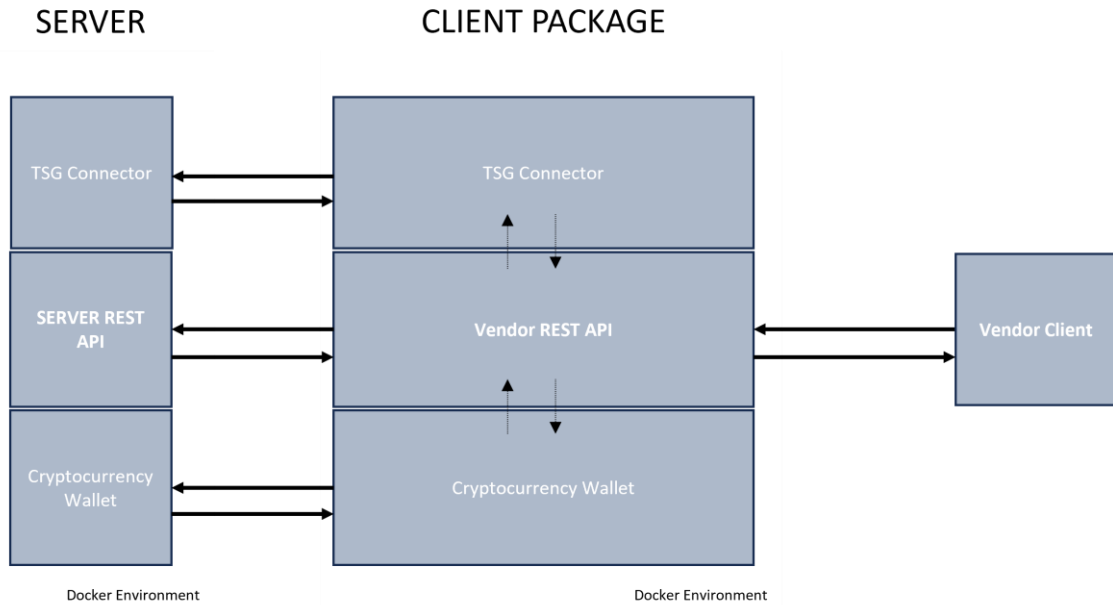 SERVER
CLIENT PACKAGE
TSG Connector
TSG Connector
SERVER REST
API
Vendor REST API
Vendor Client
Cryptocurrency
Wallet
Cryptocurrency Wallet
Docker Environment
Docker Environment